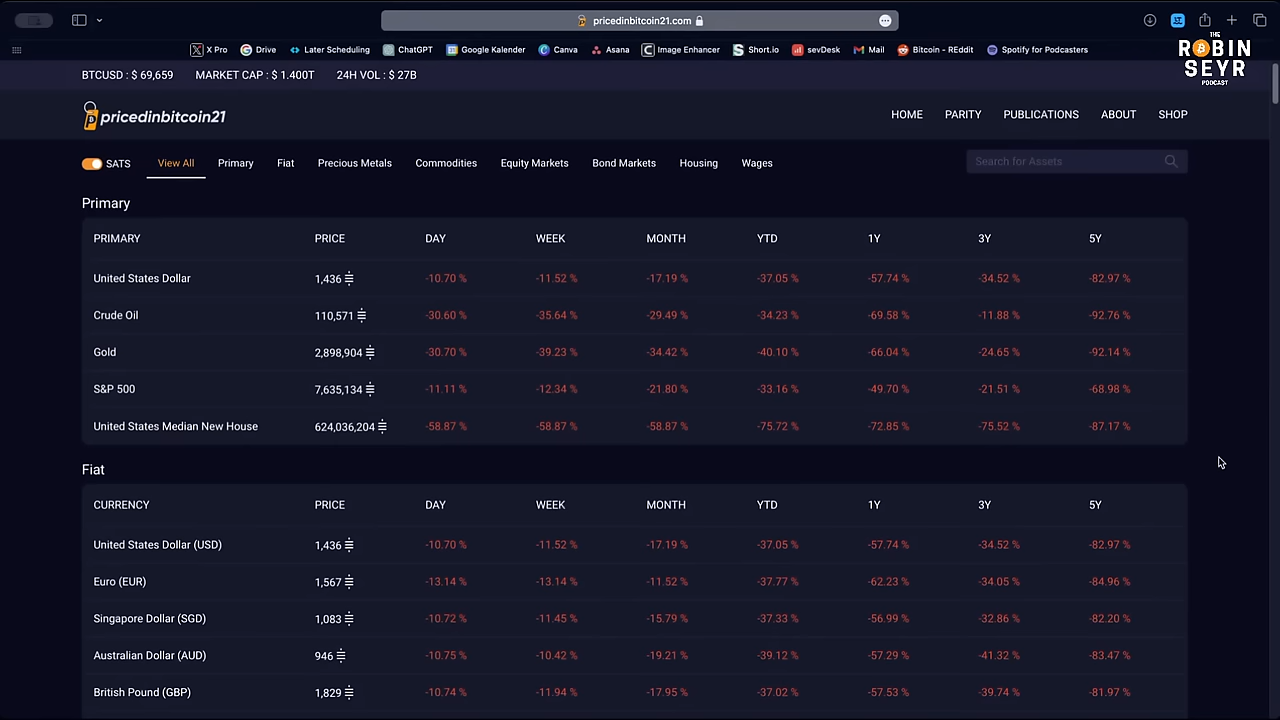 pricedinbitcoin21.com
X Pro Drive Later Scheduling ChatGPT Google Kalender Canva Asana Image Enhancer Short.io sevDesk Mail Bitcoin - REddit Spotify for Podcasters
THE
ROBIN
SEYR
PODCAST
BTCUSD : $ 69,659 MARKET CAP : $ 1.400T 24H VOL : $ 27B
pricedinbitcoin21 HOME PARITY PUBLICATIONS ABOUT SHOP
SATS View All Primary Fiat Precious Metals Commodities Equity Markets Bond Markets Housing Wages Search for Assets
Primary
PRIMARY PRICE DAY WEEK MONTH YTD 1Y 3Y 5Y
United States Dollar 1,436 -10.70 % -11.52 % -17.19 % -37.05 % -57.74 % -34.52 % -82.97 %
Crude Oil 110,571 -30.60 % -35.64 % -29.49 % -34.23 % -69.58 % -11.88 % -92.76 %
Gold 2,898,904 -30.70 % -39.23 % -34.42 % -40.10 % -66.04 % -24.65 % -92.14 %
S&P 500 7,635,134 -11.11 % -12.34 % -21.80 % -33.16 % -49.70 % -21.51 % -68.98 %
United States Median New House 624,036,204 -58.87 % -58.87 % -58.87 % -75.72 % -72.85 % -75.52 % -87.17 %
Fiat
CURRENCY PRICE DAY WEEK MONTH YTD 1Y 3Y 5Y
United States Dollar (USD) 1,436 -10.70 % -11.52 % -17.19 % -37.05 % -57.74 % -34.52 % -82.97 %
Euro (EUR) 1,567 -13.14 % -13.14 % -11.52 % -37.77 % -62.23 % -34.05 % -84.96 %
Singapore Dollar (SGD) 1,083 -10.72 % -11.45 % -15.79 % -37.33 % -56.99 % -32.86 % -82.20 %
Australian Dollar (AUD) 946 -10.75 % -10.42 % -19.21 % -39.12 % -57.29 % -41.32 % -83.47 %
British Pound (GBP) 1,829 -10.74 % -11.94 % -17.95 % -37.02 % -57.53 % -39.74 % -81.97 %